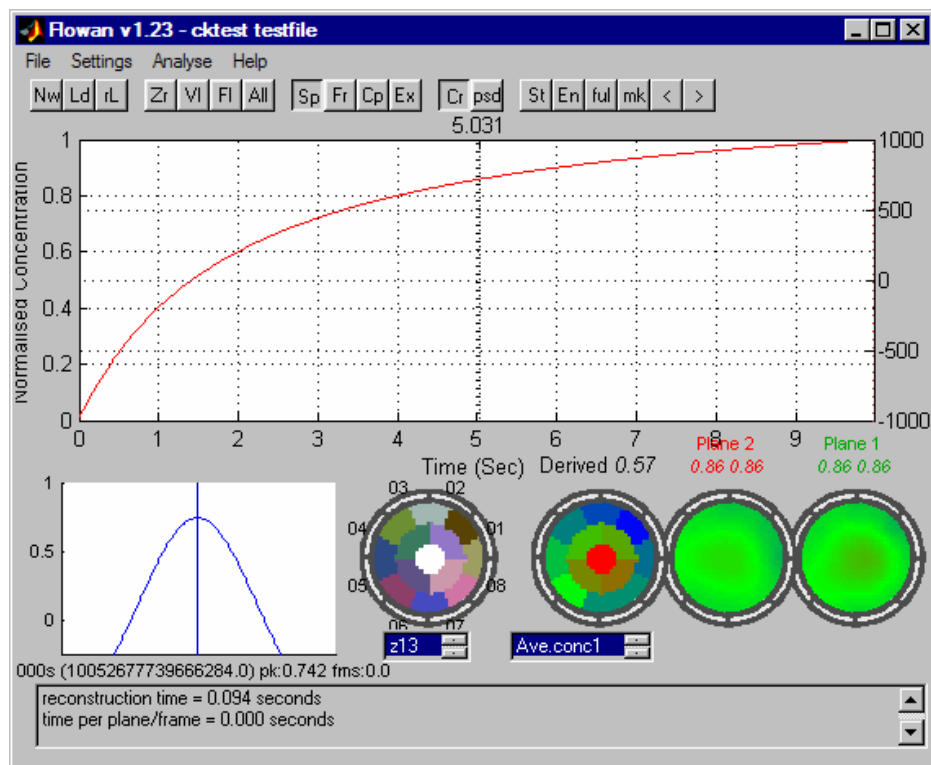 Flowan v1.23 - cktest testfile
File Settings Analyse Help
Nw Ld rL Zr Vl Fl All Sp Fr Cp Ex Cr psd St En ful mk < >
5.031
1 1000
0.8 500
0.6 0
0.4 -500
0.2
0 -1000
Normalised Concentration
0 1 2 3 4 5 6 7 8 9
Time (Sec) Derived 0.57
Plane 2 Plane 1
0.86 0.86 0.86 0.86
1
0.5
0
03 02
04 01
05 08
06 07
z13 Ave.conc1
000s (10052677739666284.0) pk:0.742 fms:0.0
reconstruction time = 0.094 seconds
time per plane/frame = 0.000 seconds